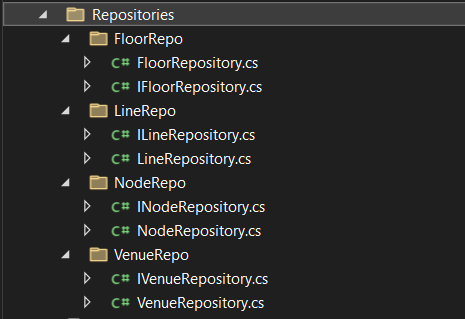 Repositories
FloorRepo
C# FloorRepository.cs
C# IFloorRepository.cs
LineRepo
C# ILineRepository.cs
C# LineRepository.cs
NodeRepo
C# INodeRepository.cs
C# NodeRepository.cs
VenueRepo
C# IVenueRepository.cs
C# VenueRepository.cs